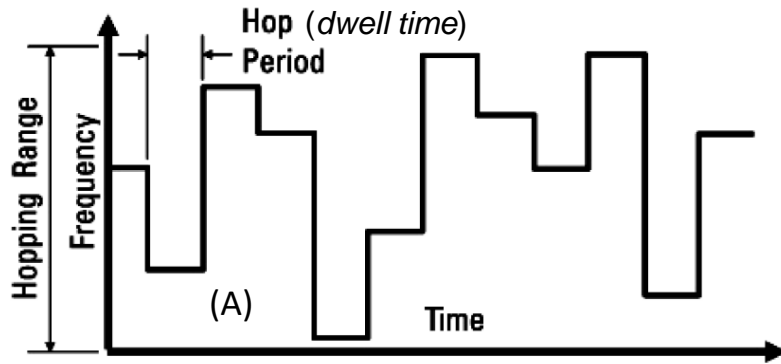 Hop (dwell time)
Period
Hopping Range
Frequency
(A)
Time